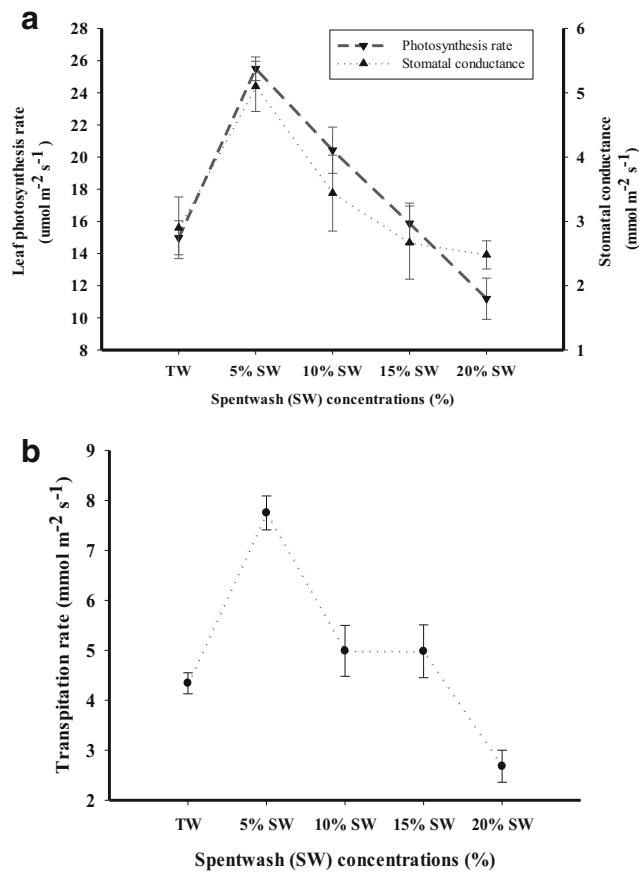 a
28
26
24
22
20
18
16
14
12
10
8
6
5
4
3
2
1
Photosynthesis rate
Stomatal conductance
Leaf photosynthesis rate
(umol m⁻² s⁻¹)
Stomatal conductance
(mmol m⁻² s⁻¹)
TW 5% SW 10% SW 15% SW 20% SW
Spentwash (SW) concentrations (%)
b
9
8
7
6
5
4
3
2
Transpitation rate (mmol m⁻² s⁻¹)
TW 5% SW 10% SW 15% SW 20% SW
Spentwash (SW) concentrations (%)